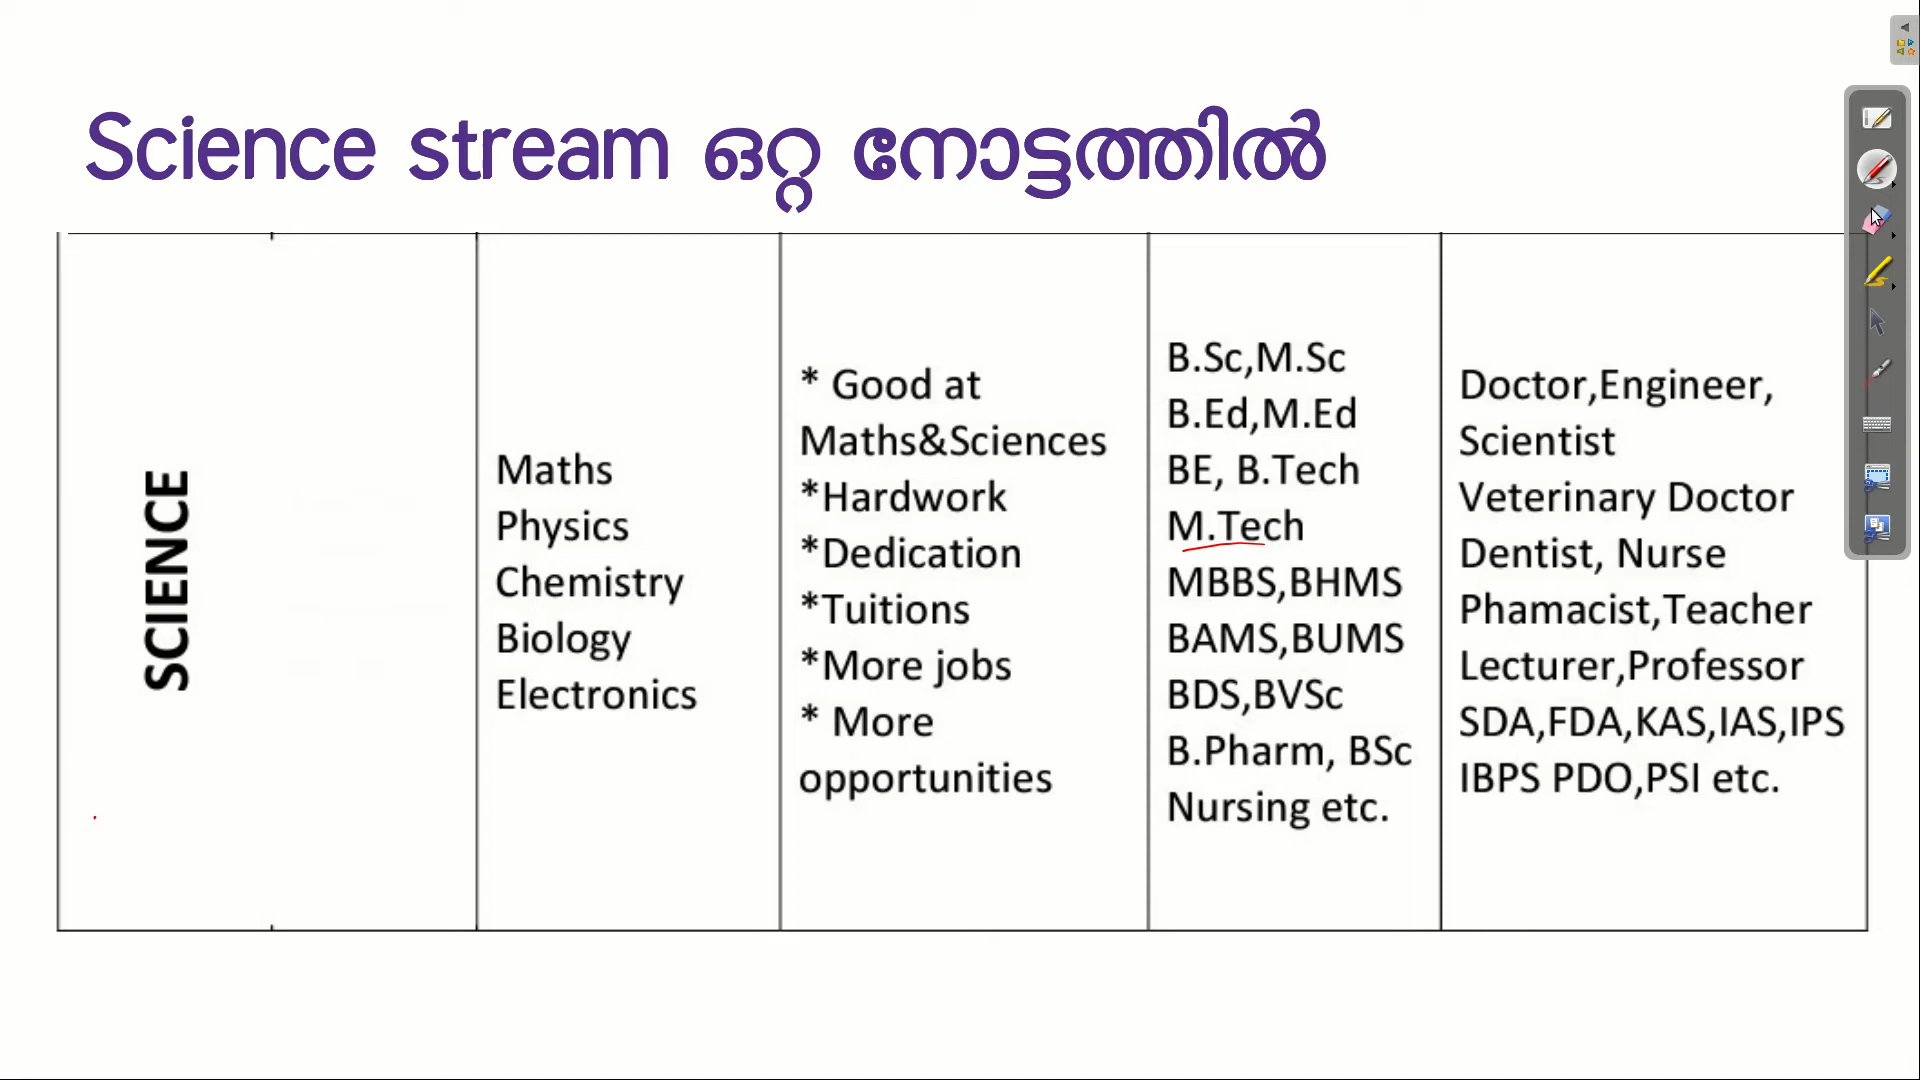 Science stream ഒറ്റ നോട്ടത്തിൽ
SCIENCE
Maths
Physics
Chemistry
Biology
Electronics
* Good at
Maths&Sciences
*Hardwork
*Dedication
*Tuitions
*More jobs
* More
opportunities
B.Sc,M.Sc
B.Ed,M.Ed
BE, B.Tech
M.Tech
MBBS,BHMS
BAMS,BUMS
BDS,BVSc
B.Pharm, BSc
Nursing etc.
Doctor,Engineer,
Scientist
Veterinary Doctor
Dentist, Nurse
Phamacist,Teacher
Lecturer,Professor
SDA,FDA,KAS,IAS,IPS
IBPS PDO,PSI etc.